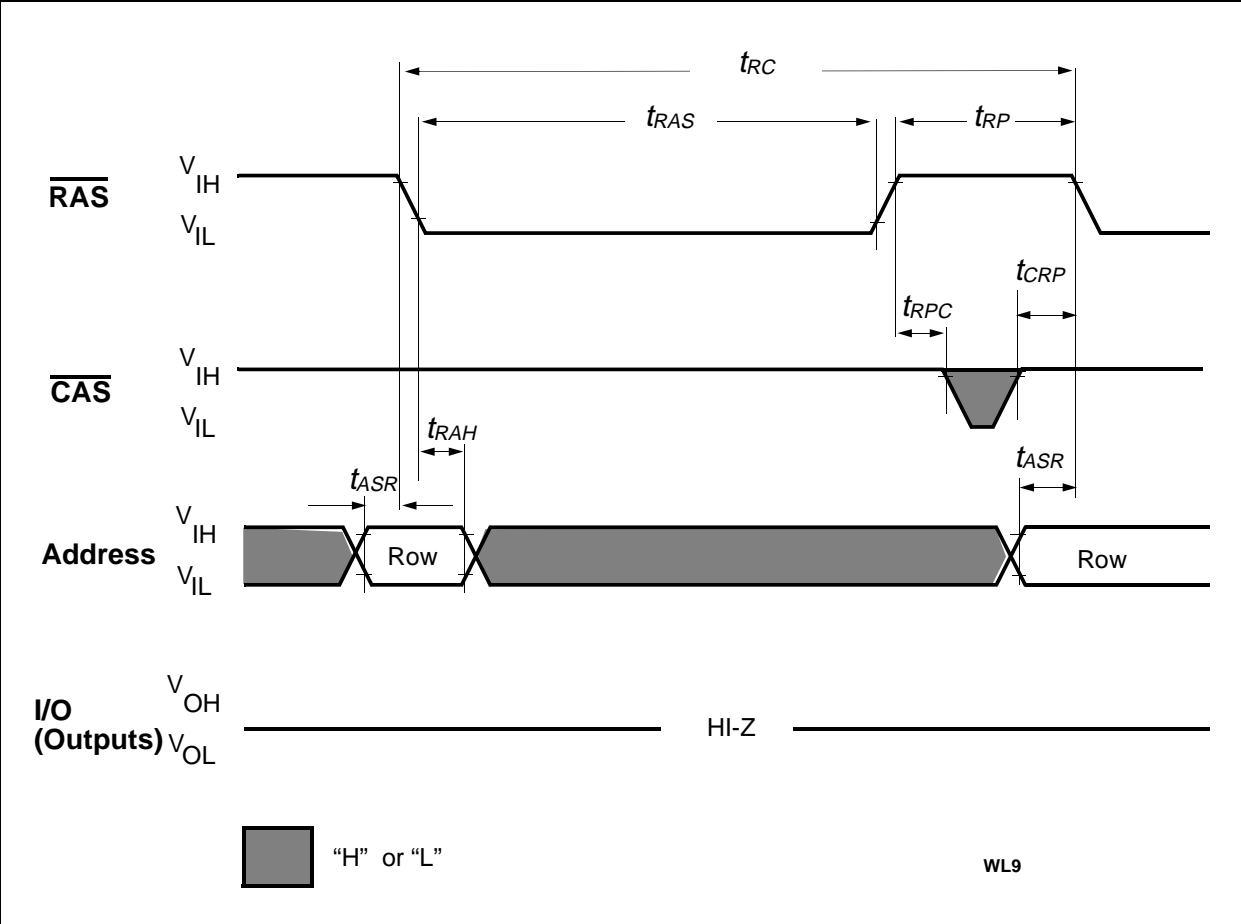 tRC
tRAS
tRP
RAS
VIH
VIL
tCRP
tRPC
CAS
VIH
VIL
tRAH
tASR
tASR
Address
VIH
VIL
Row
Row
I/O
(Outputs)
VOH
VOL
HI-Z
“H” or “L”
WL9